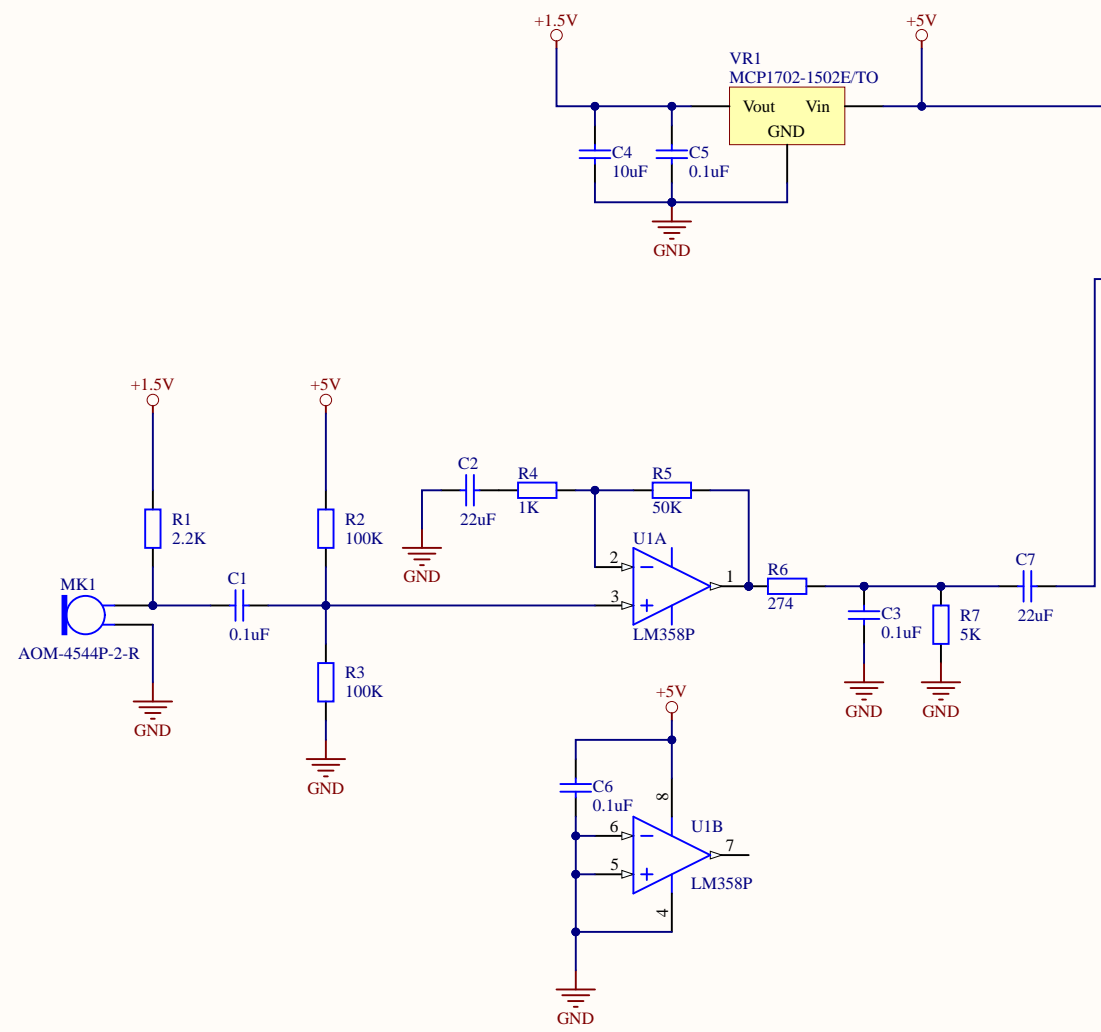 +1.5V
+5V
VR1
MCP1702-1502E/TO
Vout Vin
GND
C4
10uF
C5
0.1uF
GND
+1.5V
+5V
R1
2.2K
R2
100K
C2
22uF
R4
1K
R5
50K
GND
U1A
2
3
1
LM358P
MK1
AOM-4544P-2-R
C1
0.1uF
R6
274
C3
0.1uF
R7
5K
C7
22uF
GND
R3
100K
GND
GND
GND
+5V
C6
0.1uF
8
6
5
U1B
7
LM358P
4
GND